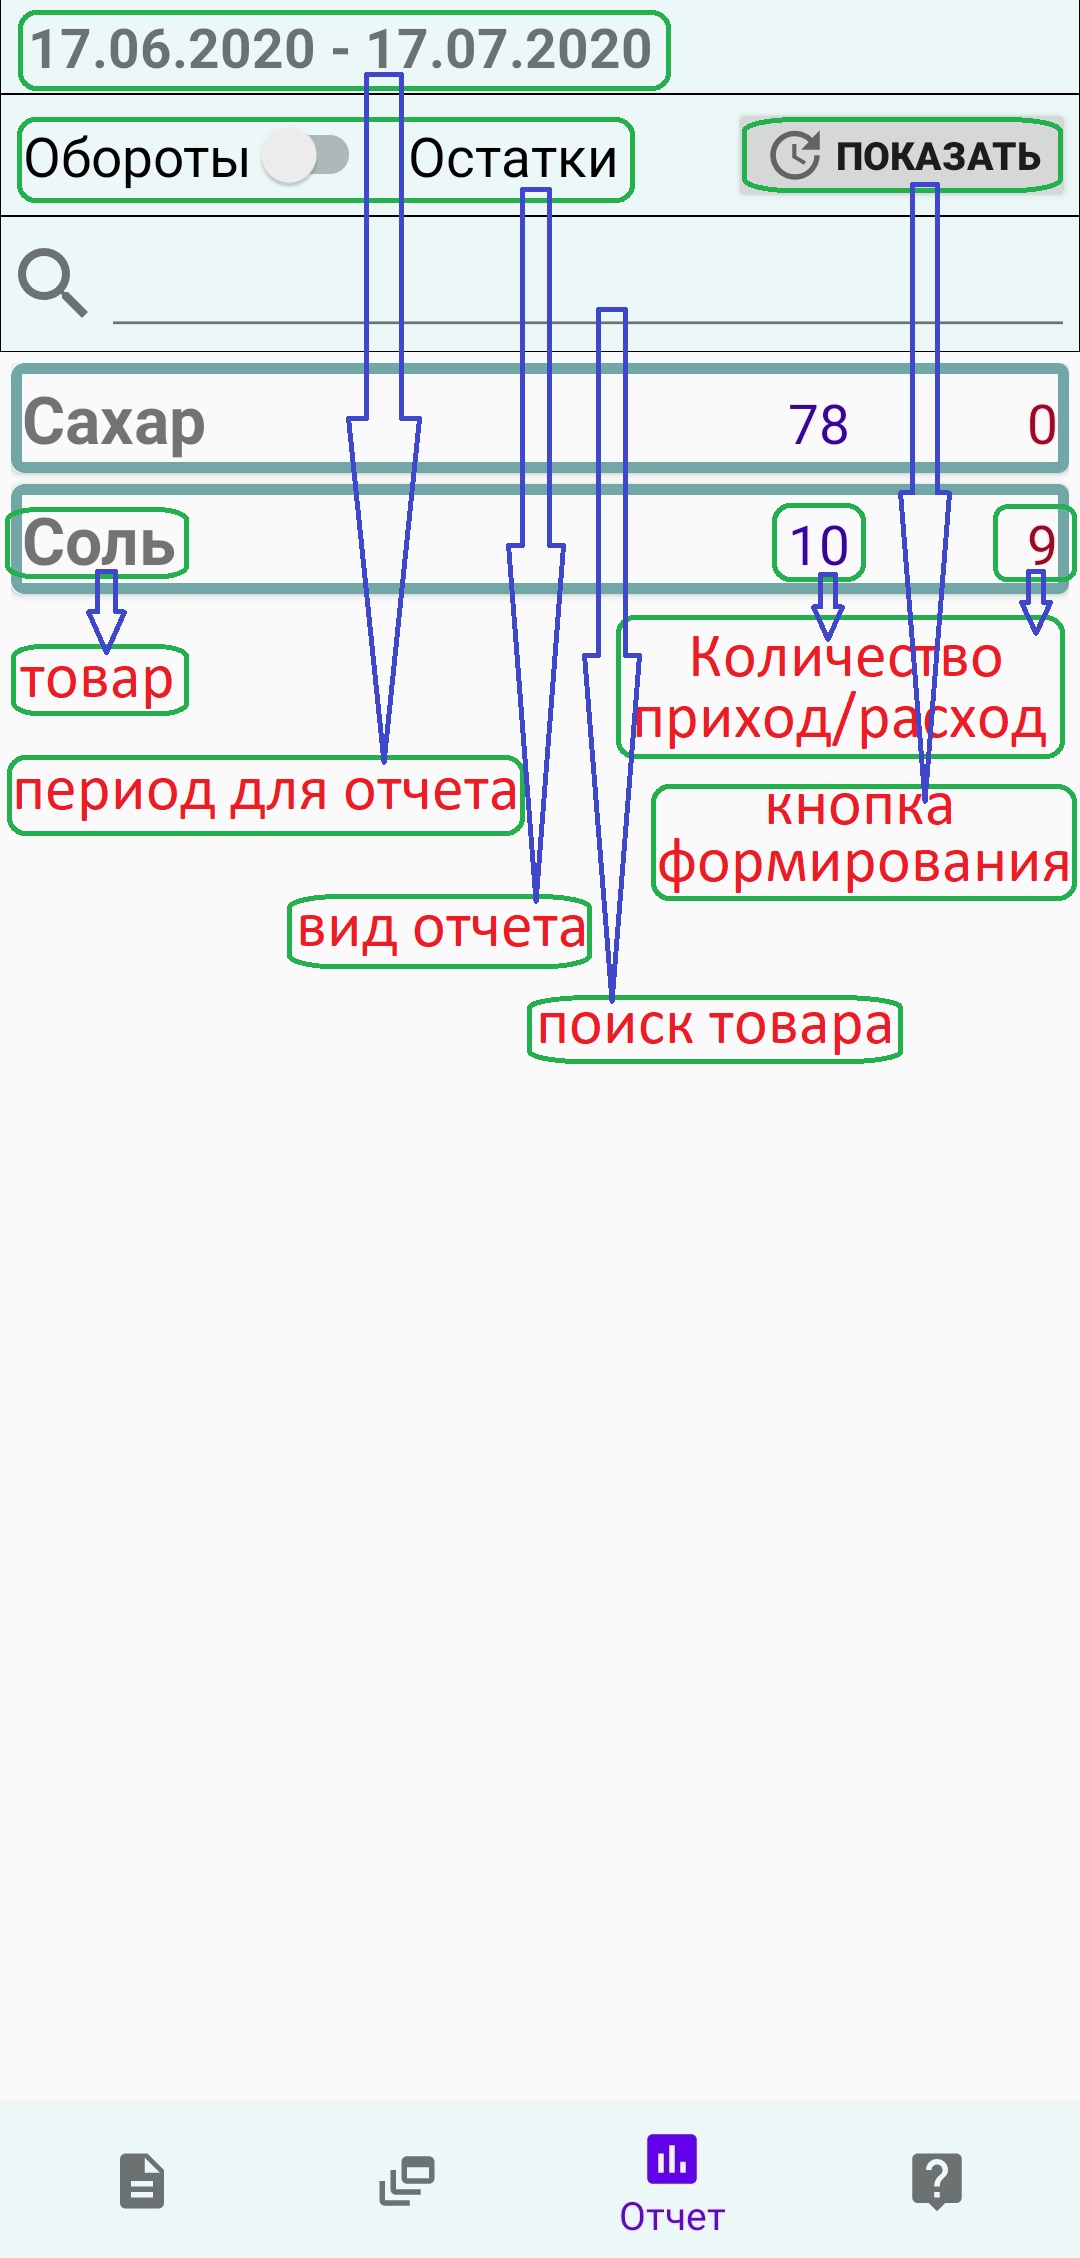 17.06.2020 - 17.07.2020
Обороты Остатки ПОКАЗАТЬ
Сахар 78 0
Соль 10 9
товар
Количество
приход/расход
период для отчета
кнопка
формирования
вид отчета
поиск товара
Отчет